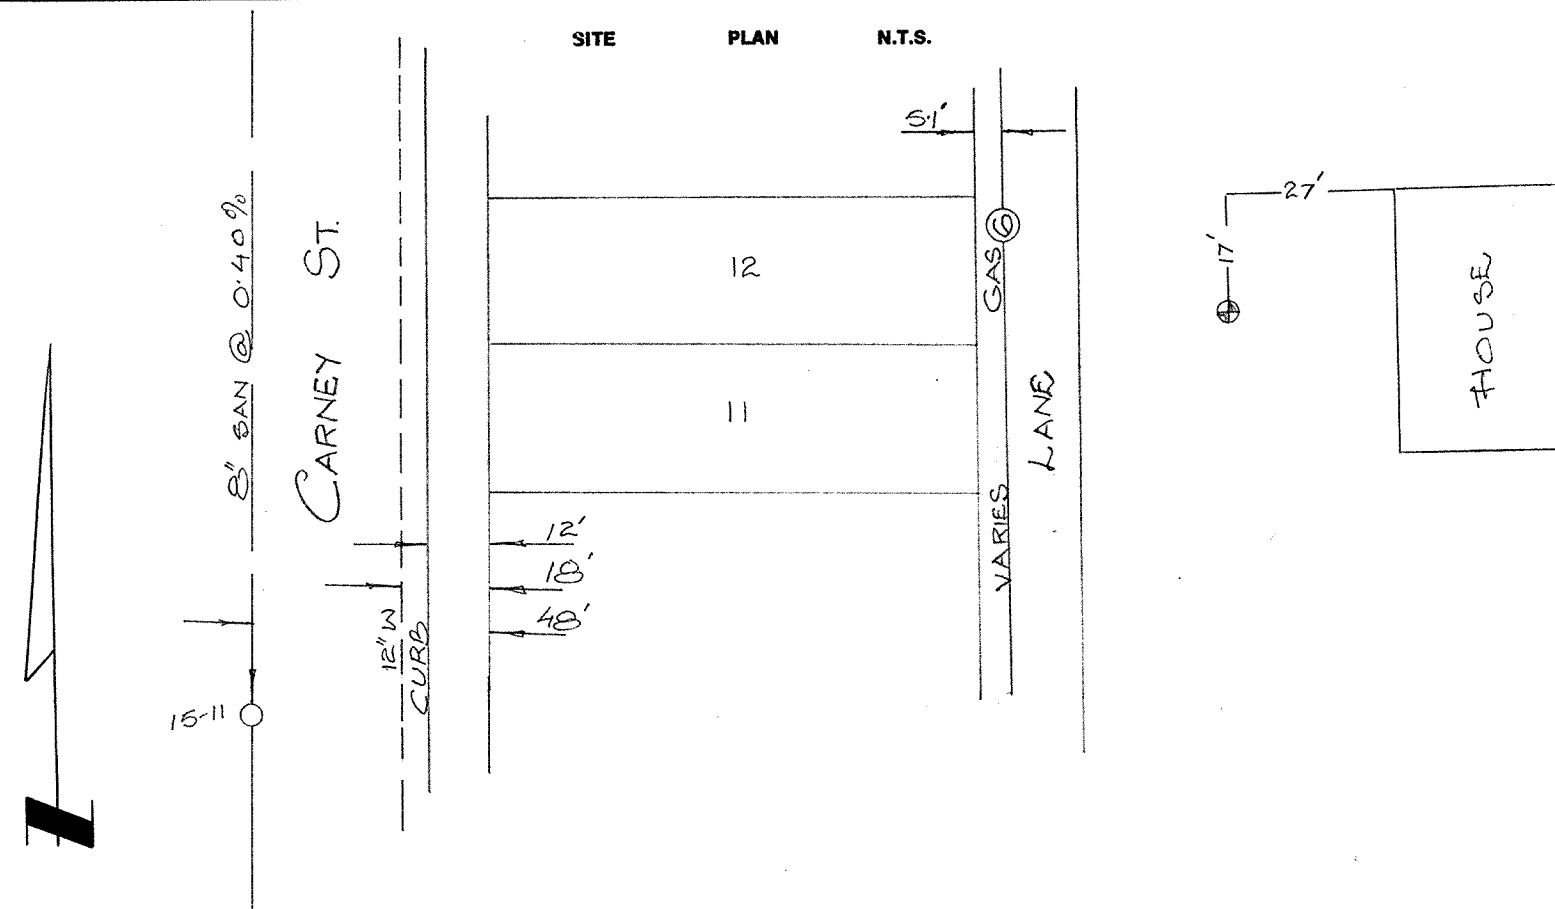 SITE PLAN N.T.S.
5.1'
27'
17'
8" SAN @ 0.40%
CARNEY ST.
12
GAS
6
HOUSE
11
LANE
VARIES
12'
18'
48'
12" W
CURB
15-11